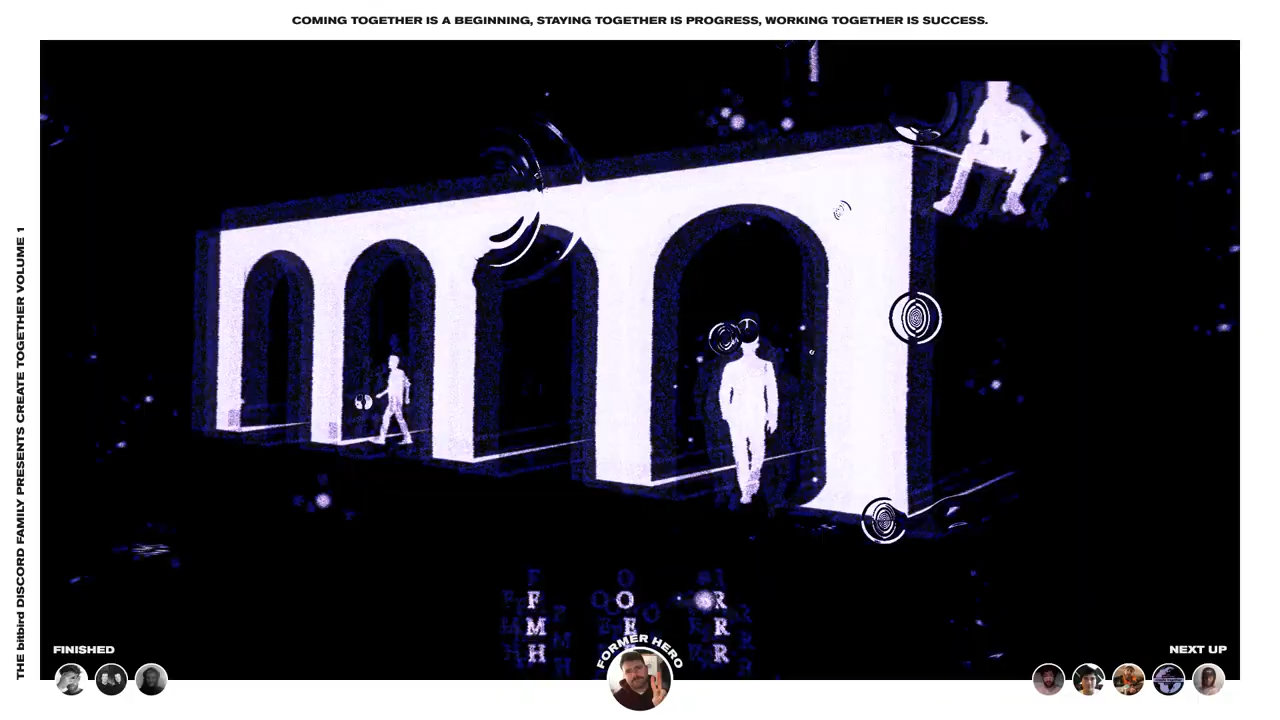 COMING TOGETHER IS A BEGINNING, STAYING TOGETHER IS PROGRESS, WORKING TOGETHER IS SUCCESS.
THE bitbird DISCORD FAMILY PRESENTS CREATE TOGETHER VOLUME 1
F O
F O R
M E R
H R
FORMER HERO
FINISHED
NEXT UP